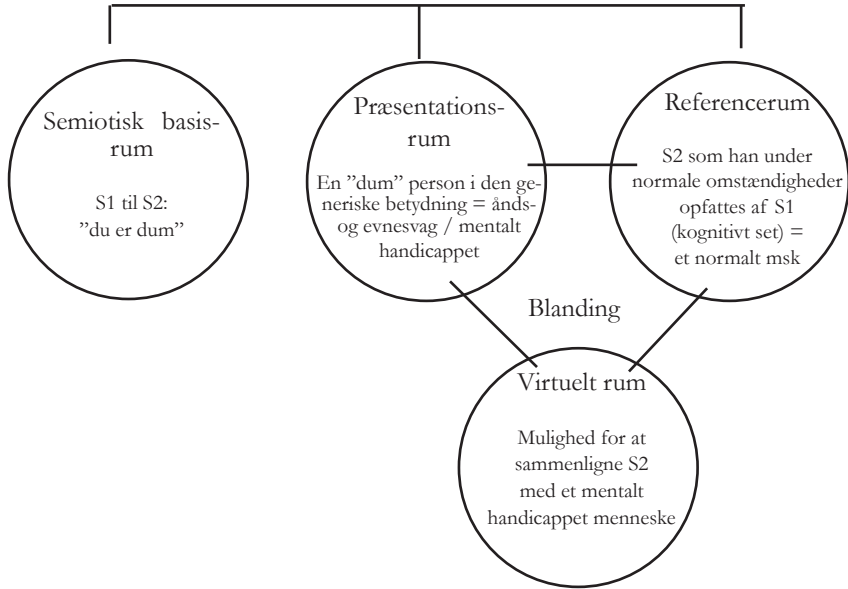 Semiotisk basis-
rum
S1 til S2:
”du er dum”
Præsentations-
rum
En ”dum” person i den ge-
neriske betydning = ånds-
og evnesvag / mentalt
handicappet
Referencerum
S2 som han under
normale omstændigheder
opfattes af S1
(kognitivt set) =
et normalt msk
Blanding
Virtuelt rum
Mulighed for at
sammenligne S2
med et mentalt
handicappet menneske